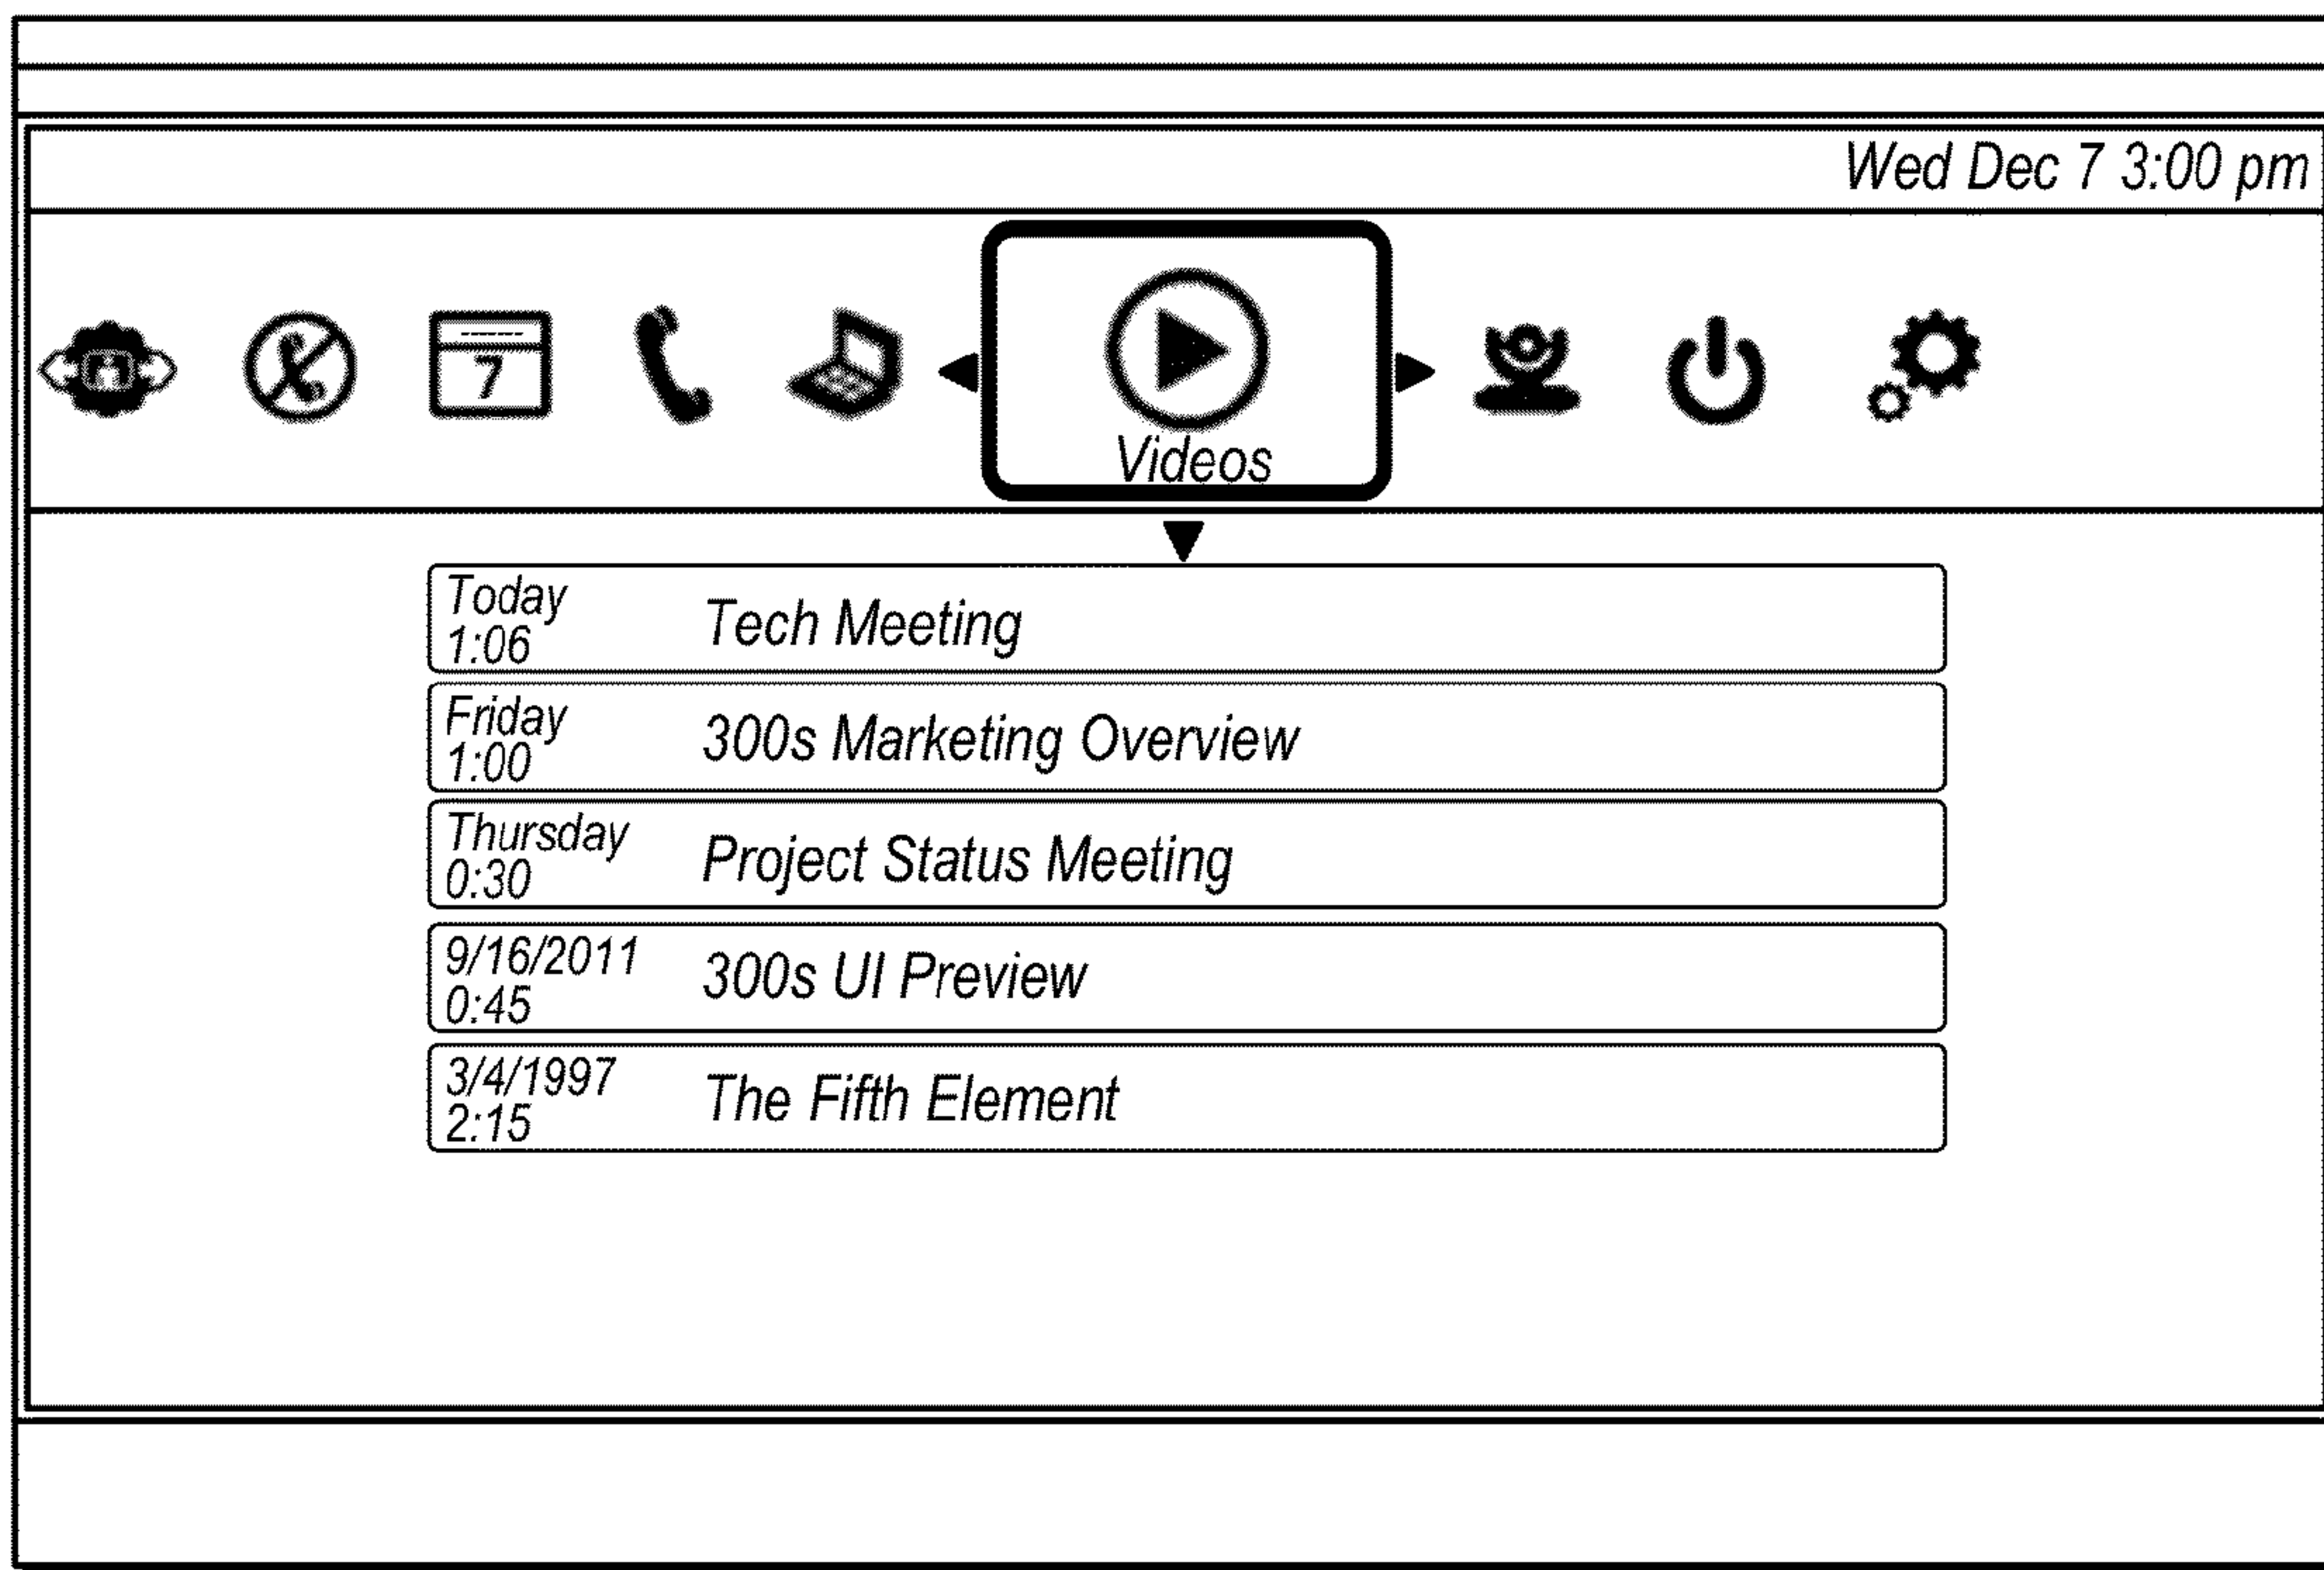 Wed Dec 7 3:00 pm
7
Videos
Today
1:06
Tech Meeting
Friday
1:00
300s Marketing Overview
Thursday
0:30
Project Status Meeting
9/16/2011
0:45
300s UI Preview
3/4/1997
2:15
The Fifth Element